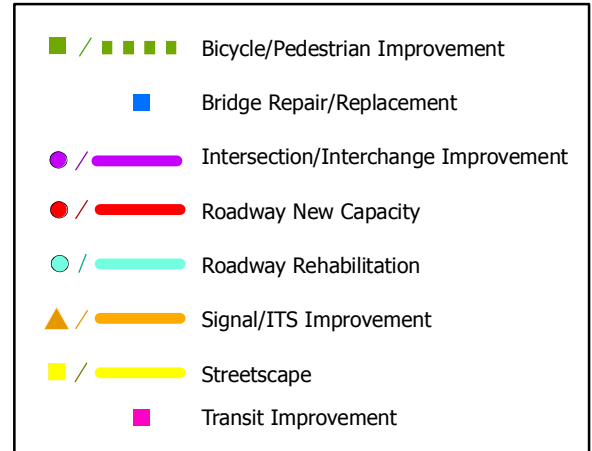 Bicycle/Pedestrian Improvement
Bridge Repair/Replacement
Intersection/Interchange Improvement
Roadway New Capacity
Roadway Rehabilitation
Signal/ITS Improvement
Streetscape
Transit Improvement